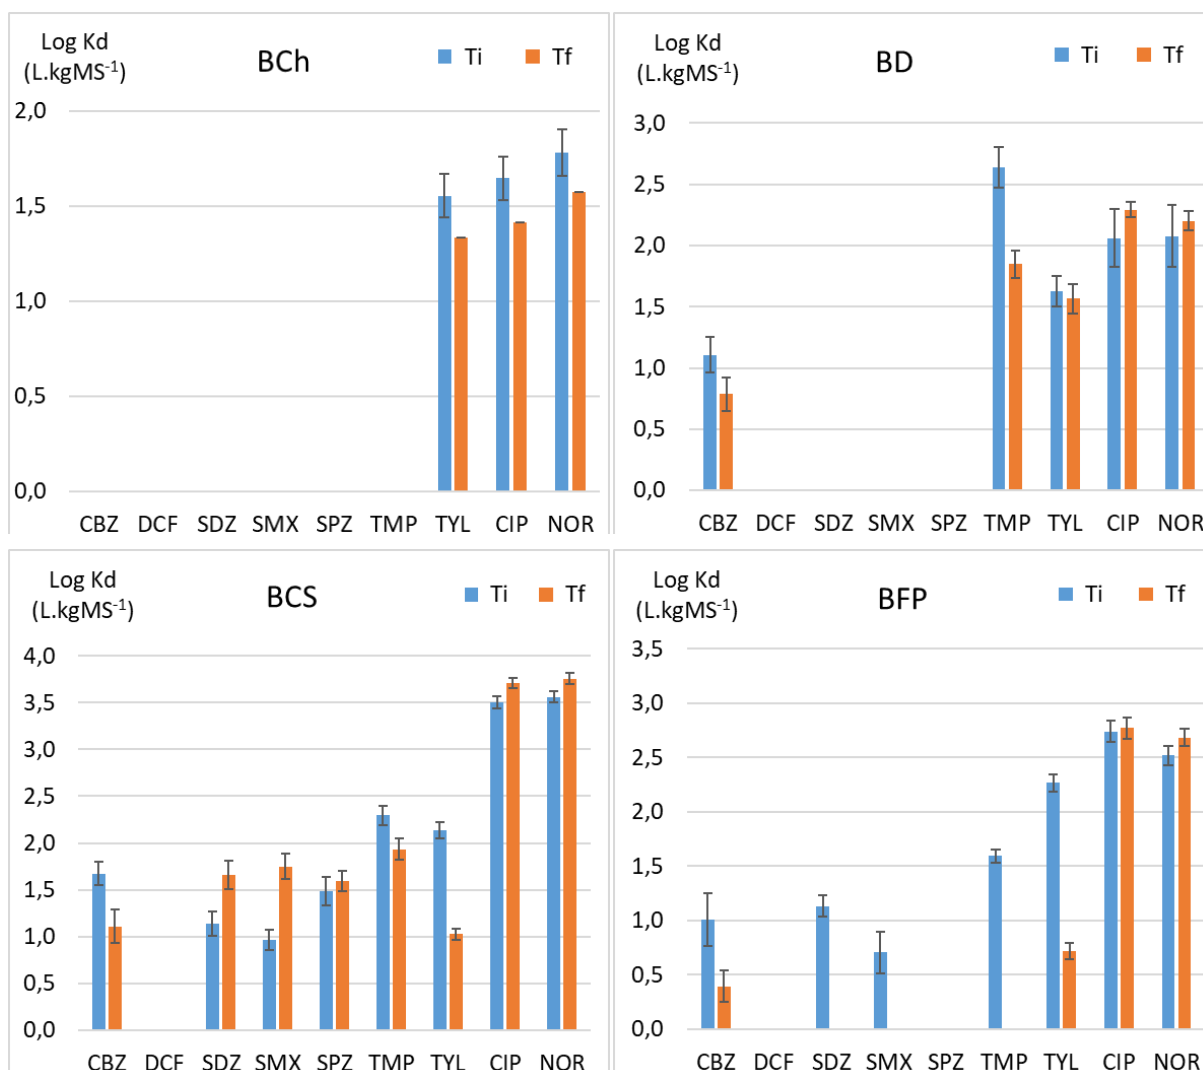 Log Kd
(L.kgMS⁻¹)
BCh
Ti
Tf
2,0
1,5
1,0
0,5
0,0
CBZ DCF SDZ SMX SPZ TMP TYL CIP NOR
Log Kd
(L.kgMS⁻¹)
BD
Ti
Tf
3,0
2,5
2,0
1,5
1,0
0,5
0,0
CBZ DCF SDZ SMX SPZ TMP TYL CIP NOR
Log Kd
(L.kgMS⁻¹)
BCS
Ti
Tf
4,0
3,5
3,0
2,5
2,0
1,5
1,0
0,5
0,0
CBZ DCF SDZ SMX SPZ TMP TYL CIP NOR
Log Kd
(L.kgMS⁻¹)
BFP
Ti
Tf
3,5
3,0
2,5
2,0
1,5
1,0
0,5
0,0
CBZ DCF SDZ SMX SPZ TMP TYL CIP NOR